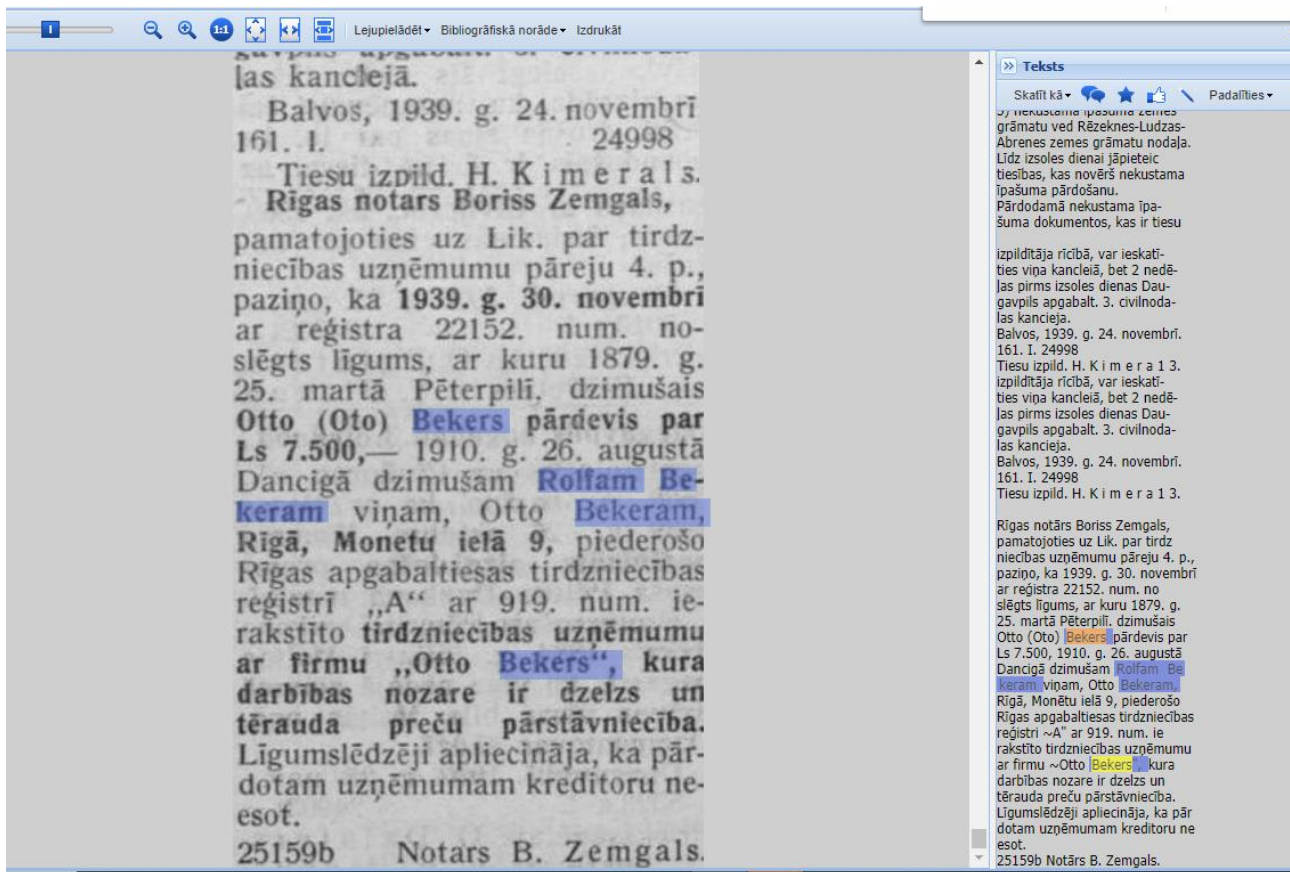 1:1
Lejupielādēt Bibliogrāfiskā norāde Izdrukāt
ļas kanclejā.
Balvos, 1939. g. 24. novembrī
161. l. 24998
Tiesu izpild. H. Kimerals.
Rīgas notars Boriss Zemgals,
pamatojoties uz Lik. par tirdz-
niecības uzņēmumu pāreju 4. p.,
paziņo, ka 1939. g. 30. novembrī
ar reģistra 22152. num. no-
slēgts līgums, ar kuru 1879. g.
25. martā Pēterpilī, dzimušais
Otto (Oto) Bekers pārdevis par
Ls 7.500,— 1910. g. 26. augustā
Dancigā dzimušam Rolfam Be-
keram viņam, Otto Bekeram,
Rīgā, Monetu ielā 9, piederošo
Rīgas apgabaltiesas tirdzniecības
reģistrī „A“ ar 919. num. ie-
rakstīto tirdzniecības uzņēmumu
ar firmu „Otto Bekers“, kura
darbības nozare ir dzelzs un
tērauda preču pārstāvniecība.
Līgumslēdzēji apliecināja, ka pār-
dotam uzņēmumam kreditoru ne-
esot.
25159b Notars B. Zemgals.
Teksts
Skatīt kā Padalīties
3) nekustama īpašuma zemes
grāmatu ved Rēzeknes-Ludzas-
Abrenes zemes grāmatu nodaļa.
Līdz izsoles dienai jāpieteic
tiesības, kas novērš nekustama
īpašuma pārdošanu.
Pārdodamā nekustama īpa-
šuma dokumentos, kas ir tiesu
izpildītāja rīcībā, var ieskatī-
ties viņa kancleiā, bet 2 nedē-
ļas pirms izsoles dienas Dau-
gavpils apgabalt. 3. civilnoda-
las kancieja.
Balvos, 1939. g. 24. novembrī.
161. I. 24998
Tiesu izpild. H. K i m e r a 1 3.
izpildītāja rīcībā, var ieskatī-
ties viņa kancleiā, bet 2 nedē-
ļas pirms izsoles dienas Dau-
gavpils apgabalt. 3. civilnoda-
las kancieja.
Balvos, 1939. g. 24. novembrī.
161. I. 24998
Tiesu izpild. H. K i m e r a 1 3.
Rīgas notārs Boriss Zemgals,
pamatojoties uz Lik. par tirdz
niecības uzņēmumu pāreju 4. p.,
paziņo, ka 1939. g. 30. novembrī
ar reģistra 22152. num. no
slēgts līgums, ar kuru 1879. g.
25. martā Pēterpilī. dzimušais
Otto (Oto) Bekers pārdevis par
Ls 7.500, 1910. g. 26. augustā
Dancigā dzimušam Rolfam Be
keram viņam, Otto Bekeram,
Rīgā, Monētu ielā 9, piederošo
Rīgas apgabaltiesas tirdzniecības
reģistri ~A" ar 919. num. ie
rakstīto tirdzniecības uzņēmumu
ar firmu ~Otto Bekers", kura
darbības nozare ir dzelzs un
tērauda preču pārstāvniecība.
Līgumslēdzēji apliecināja, ka pār
dotam uzņēmumam kreditoru ne
esot.
25159b Notārs B. Zemgals.